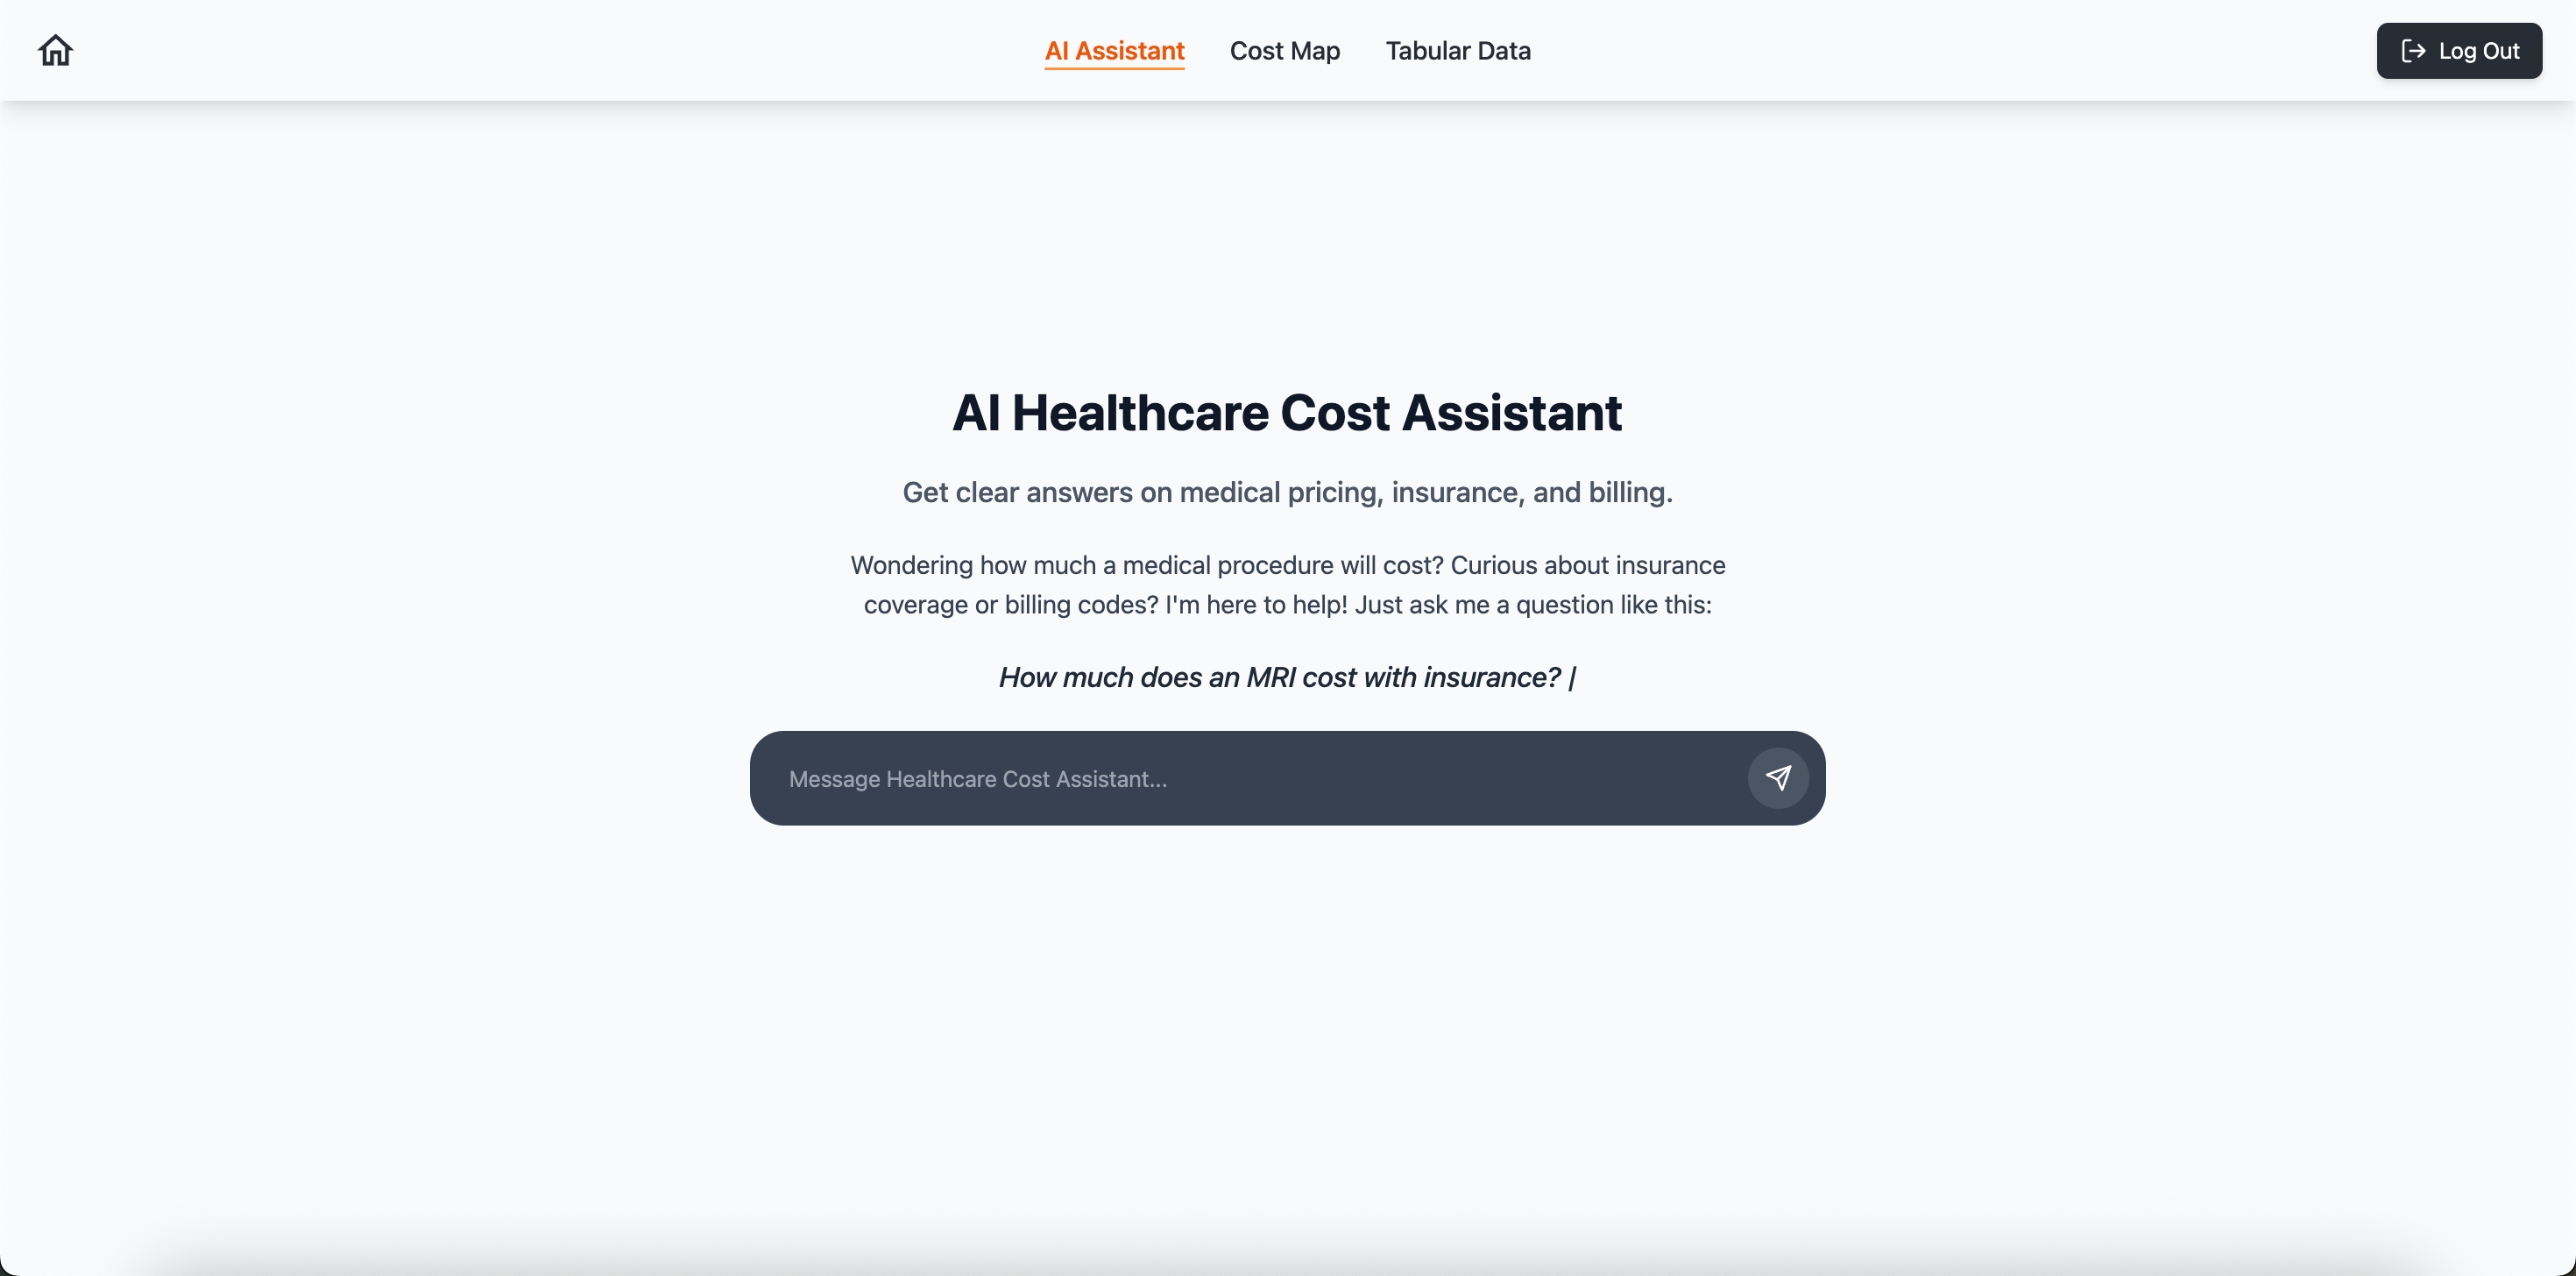 AI Assistant Cost Map Tabular Data Log Out
AI Healthcare Cost Assistant
Get clear answers on medical pricing, insurance, and billing.
Wondering how much a medical procedure will cost? Curious about insurance
coverage or billing codes? I'm here to help! Just ask me a question like this:
How much does an MRI cost with insurance? |
Message Healthcare Cost Assistant...